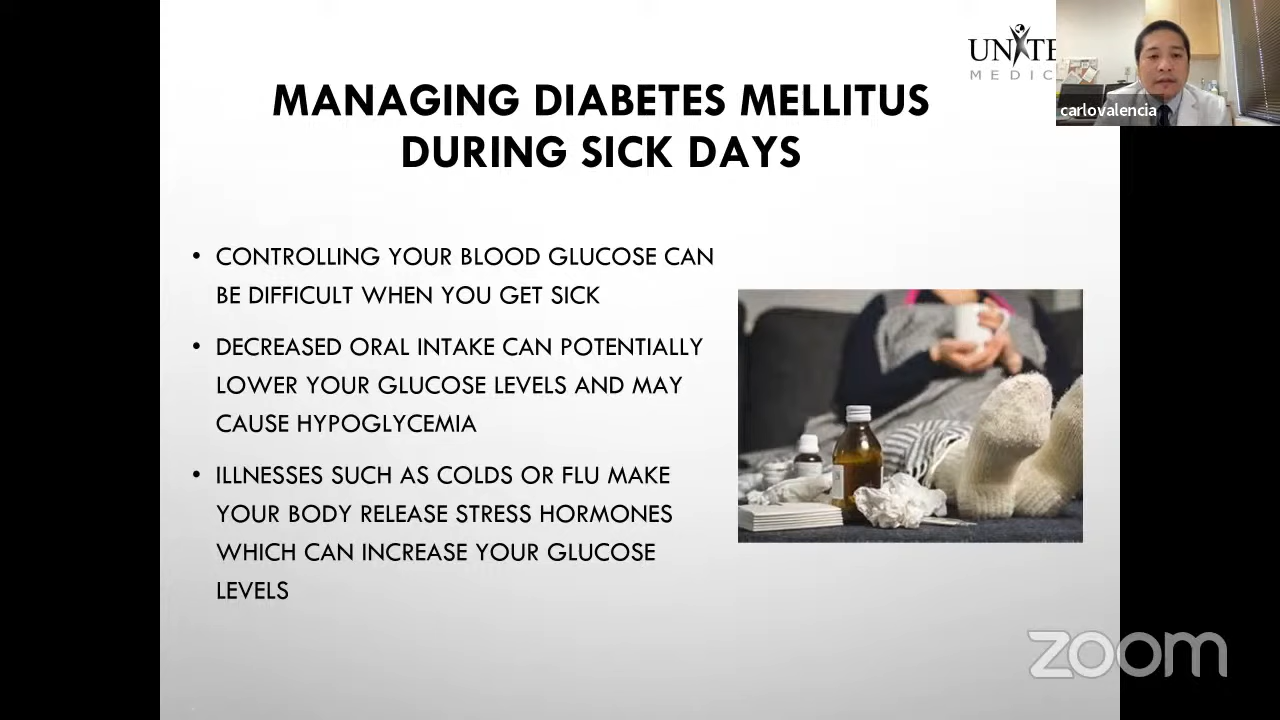 MANAGING DIABETES MELLITUS
DURING SICK DAYS
• CONTROLLING YOUR BLOOD GLUCOSE CAN
BE DIFFICULT WHEN YOU GET SICK
• DECREASED ORAL INTAKE CAN POTENTIALLY
LOWER YOUR GLUCOSE LEVELS AND MAY
CAUSE HYPOGLYCEMIA
• ILLNESSES SUCH AS COLDS OR FLU MAKE
YOUR BODY RELEASE STRESS HORMONES
WHICH CAN INCREASE YOUR GLUCOSE
LEVELS
UNITE
MEDIC
carlovalencia
zoom